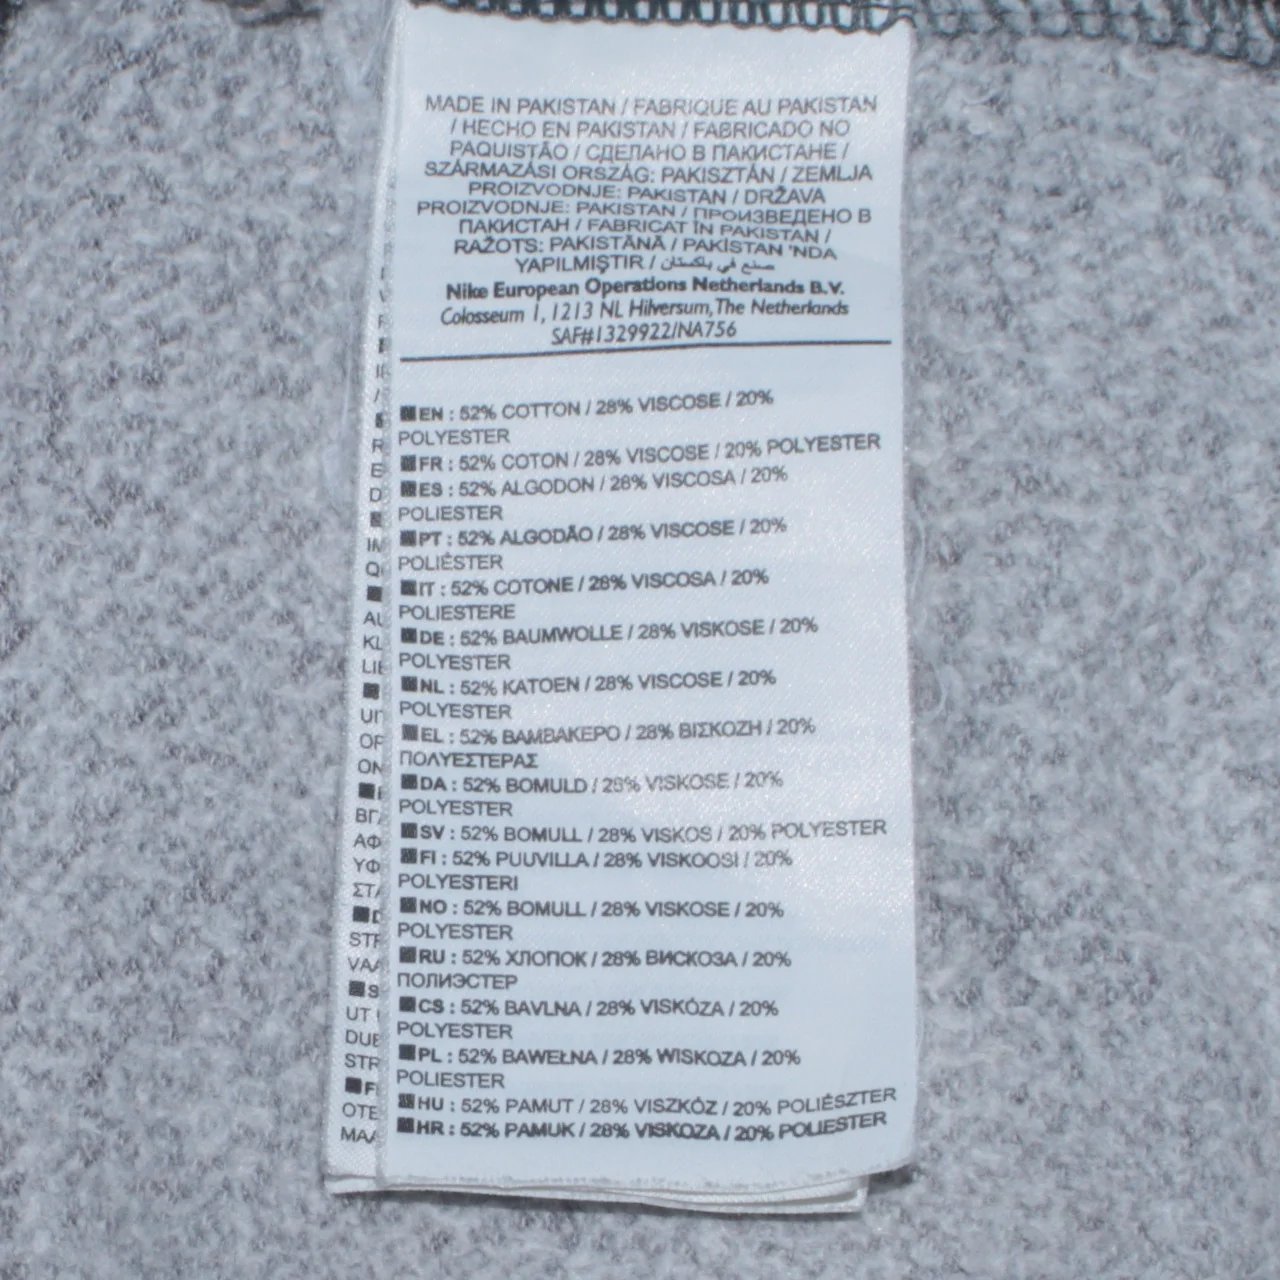 MADE IN PAKISTAN / FABRIQUE AU PAKISTAN
/ HECHO EN PAKISTAN / FABRICADO NO
PAQUISTÃO / СДЕЛАНО В ПАКИСТАНЕ /
SZÁRMAZÁSI ORSZÁG: PAKISZTÁN / ZEMLJA
PROIZVODNJE: PAKISTAN / DRŽAVA
PROIZVODNJE: PAKISTAN / ПРОИЗВЕДЕНО В
ПАКИСТАН / FABRICAT ÎN PAKISTAN /
RAŽOTS: PAKISTĀNĀ / PAKİSTAN 'NDA
YAPILMIŞTIR / صنع في باكستان
Nike European Operations Netherlands B.V.
Colosseum 1, 1213 NL Hilversum, The Netherlands
SAF#1329922/NA756
EN : 52% COTTON / 28% VISCOSE / 20%
POLYESTER
FR : 52% COTON / 28% VISCOSE / 20% POLYESTER
ES : 52% ALGODON / 28% VISCOSA / 20%
POLIESTER
PT : 52% ALGODÃO / 28% VISCOSE / 20%
POLIÉSTER
IT : 52% COTONE / 28% VISCOSA / 20%
POLIESTERE
DE : 52% BAUMWOLLE / 28% VISKOSE / 20%
POLYESTER
NL : 52% KATOEN / 28% VISCOSE / 20%
POLYESTER
EL : 52% ΒΑΜΒΑΚΕΡΟ / 28% ΒΙΣΚΟΖΗ / 20%
ΠΟΛΥΕΣΤΕΡΑΣ
DA : 52% BOMULD / 28% VISKOSE / 20%
POLYESTER
SV : 52% BOMULL / 28% VISKOS / 20% POLYESTER
FI : 52% PUUVILLA / 28% VISKOOSI / 20%
POLYESTERI
NO : 52% BOMULL / 28% VISKOSE / 20%
POLYESTER
RU : 52% ХЛОПОК / 28% ВИСКОЗА / 20%
ПОЛИЭСТЕР
CS : 52% BAVLNA / 28% VISKÓZA / 20%
POLYESTER
PL : 52% BAWEŁNA / 28% WISKOZA / 20%
POLIESTER
HU : 52% PAMUT / 28% VISZKÓZ / 20% POLIÉSZTER
HR : 52% PAMUK / 28% VISKOZA / 20% POLIESTER